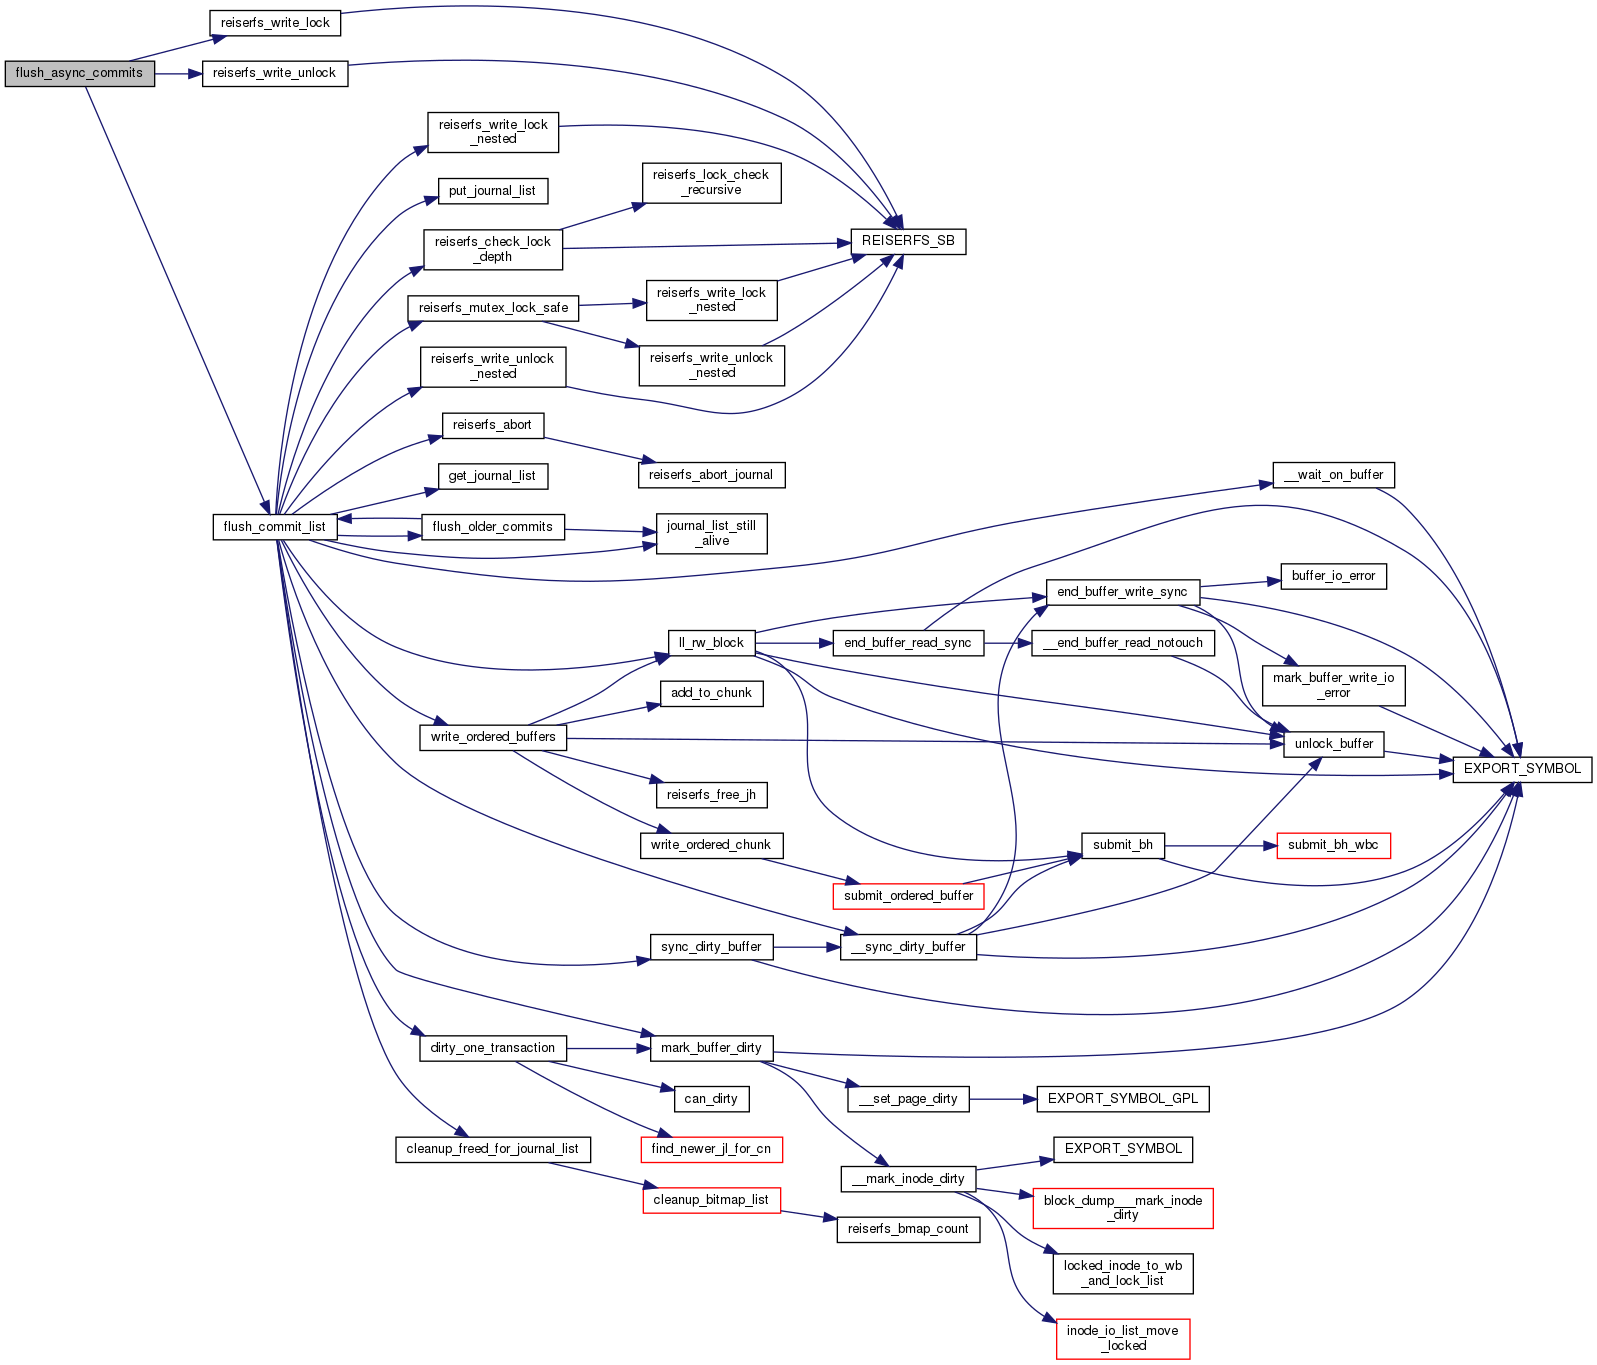 reiserfs_write_lock
flush_async_commits
reiserfs_write_unlock
reiserfs_write_lock
_nested
reiserfs_lock_check
_recursive
put_journal_list
reiserfs_check_lock
_depth
REISERFS_SB
reiserfs_mutex_lock_safe
reiserfs_write_lock
_nested
reiserfs_write_unlock
_nested
reiserfs_write_unlock
_nested
reiserfs_abort
reiserfs_abort_journal
get_journal_list
__wait_on_buffer
flush_commit_list
flush_older_commits
journal_list_still
_alive
buffer_io_error
end_buffer_write_sync
ll_rw_block
end_buffer_read_sync
__end_buffer_read_notouch
mark_buffer_write_io
_error
add_to_chunk
write_ordered_buffers
unlock_buffer
EXPORT_SYMBOL
reiserfs_free_jh
write_ordered_chunk
submit_bh
submit_bh_wbc
submit_ordered_buffer
sync_dirty_buffer
__sync_dirty_buffer
dirty_one_transaction
mark_buffer_dirty
can_dirty
__set_page_dirty
EXPORT_SYMBOL_GPL
cleanup_freed_for_journal_list
find_newer_jl_for_cn
EXPORT_SYMBOL
__mark_inode_dirty
cleanup_bitmap_list
block_dump___mark_inode
_dirty
reiserfs_bmap_count
locked_inode_to_wb
_and_lock_list
inode_io_list_move
_locked